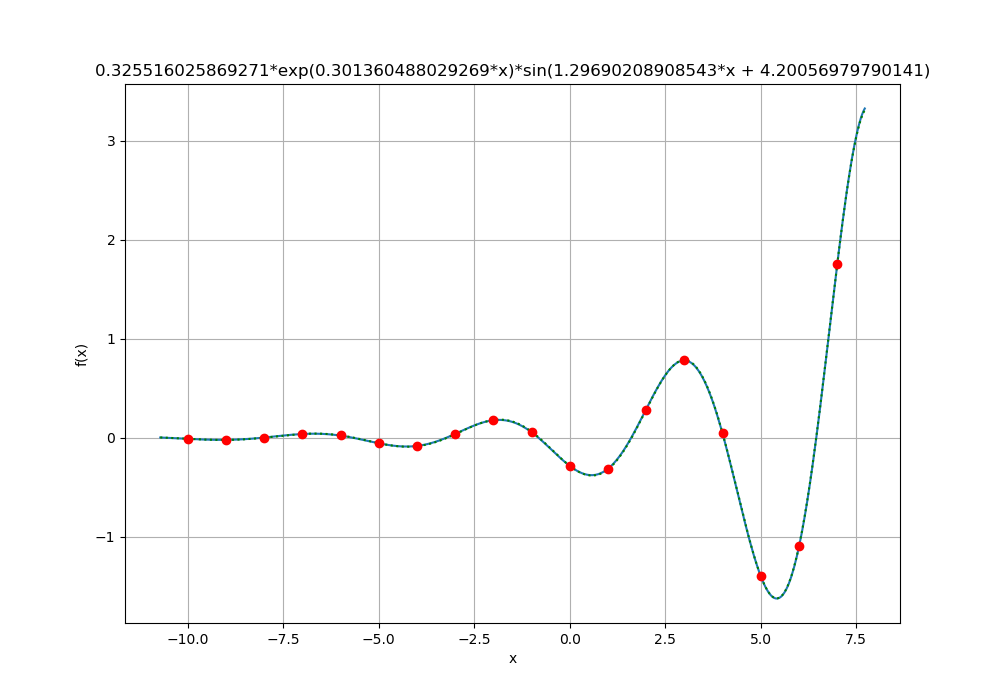 0.325516025869271*exp(0.301360488029269*x)*sin(1.29690208908543*x + 4.20056979790141)
3
2
1
0
−1
f(x)
−10.0 −7.5 −5.0 −2.5 0.0 2.5 5.0 7.5
x